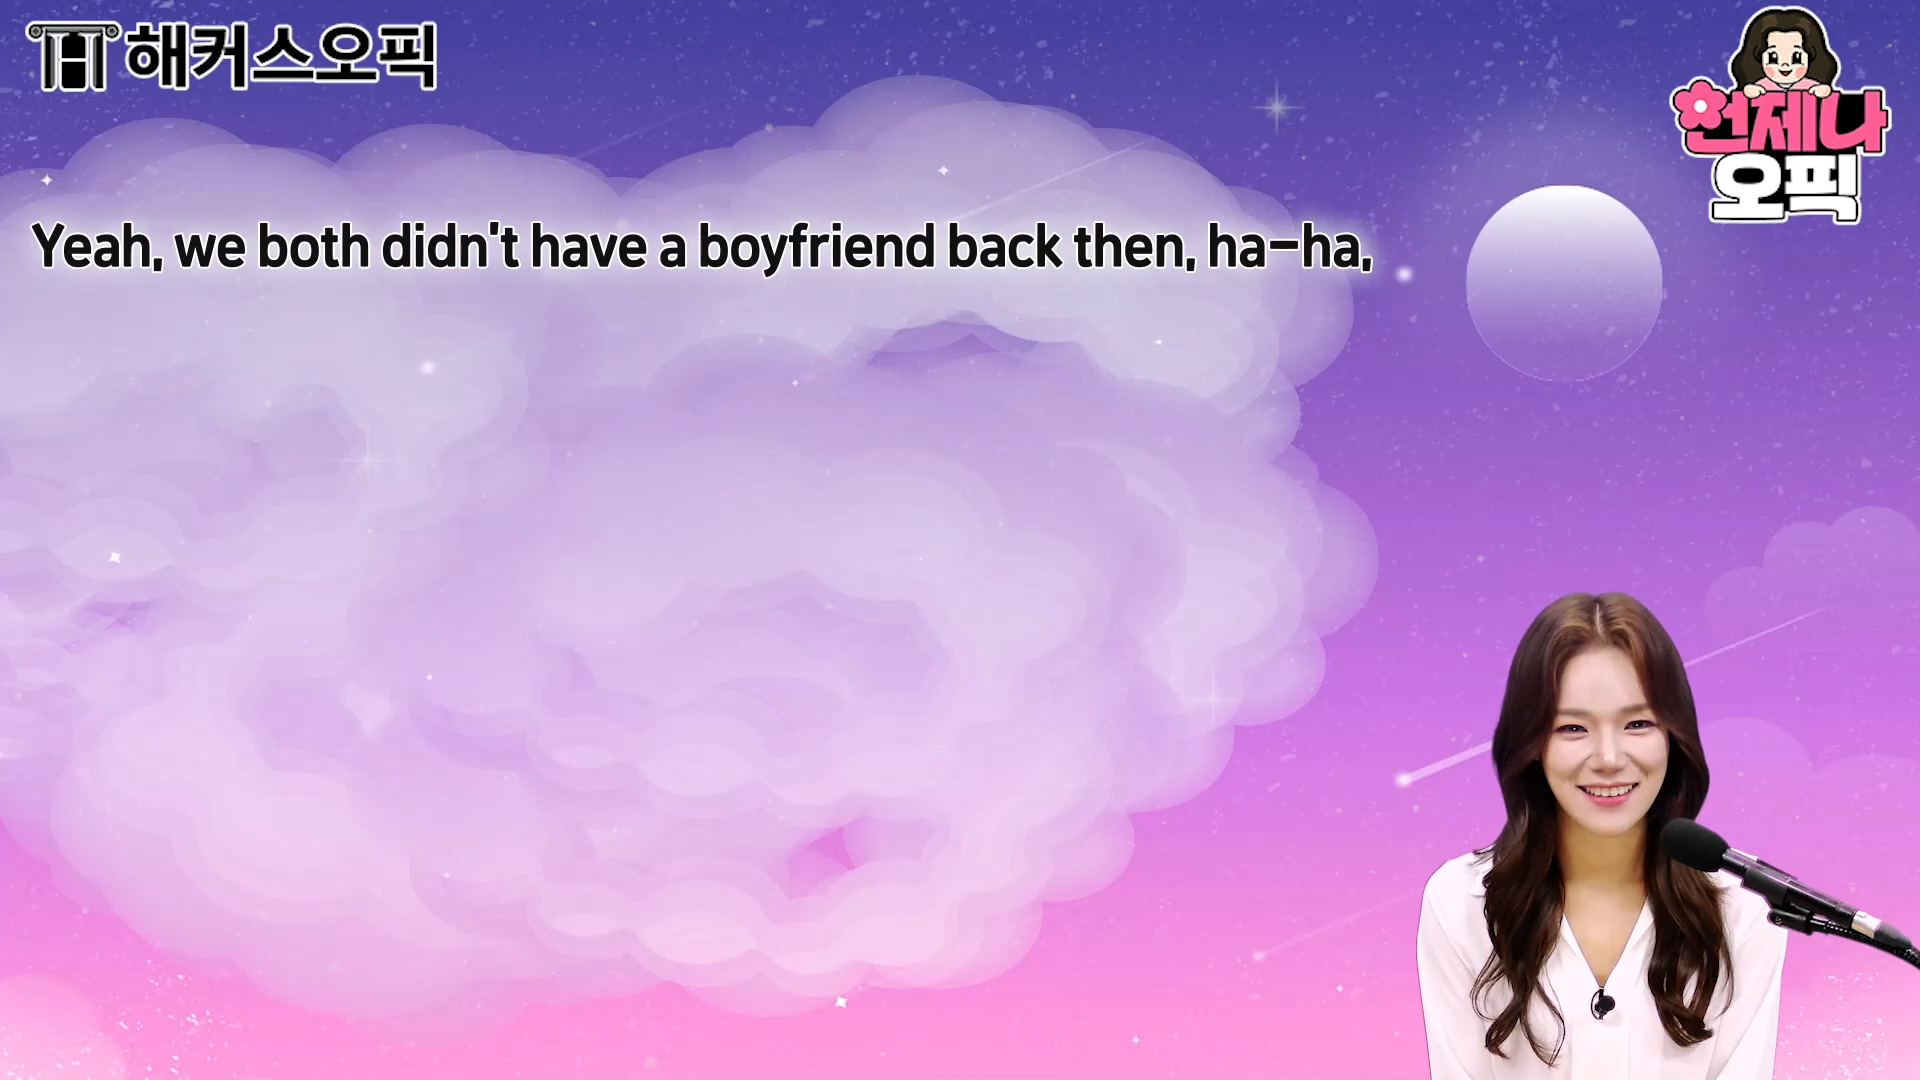 해커스오픽
언제나
오픽
Yeah, we both didn't have a boyfriend back then, ha-ha,